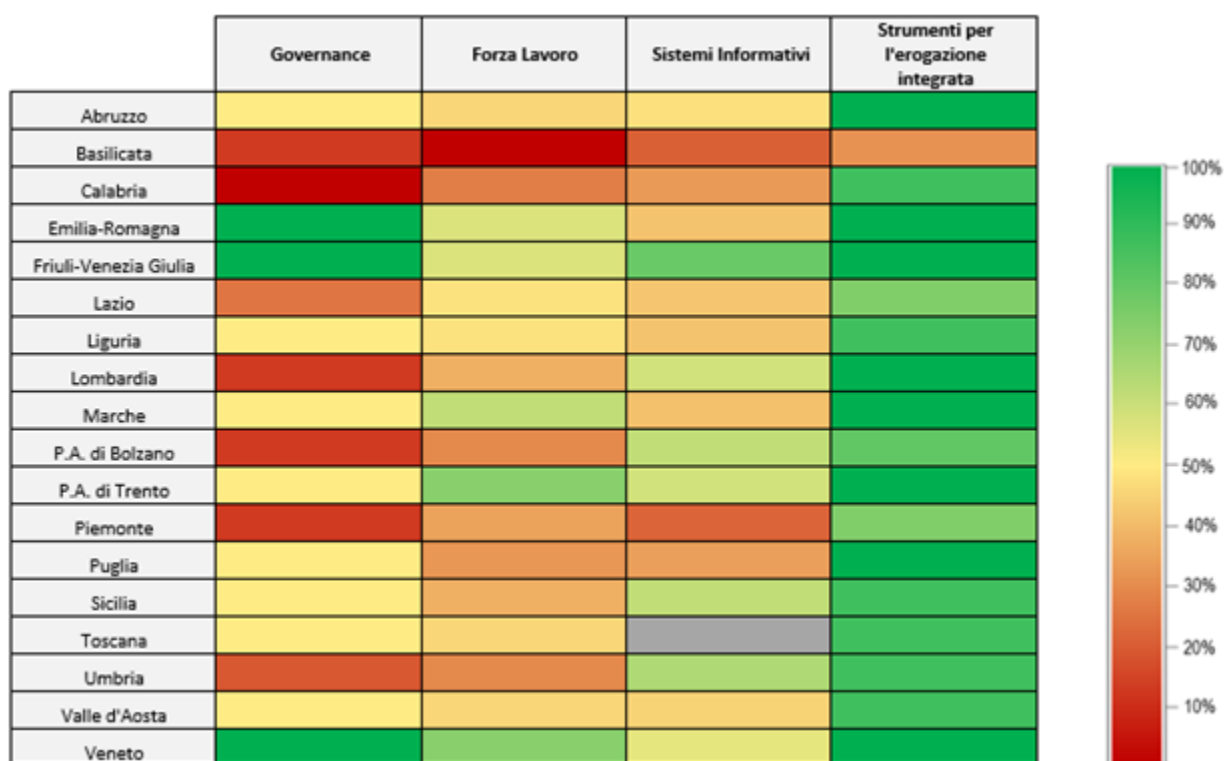 Governance
Forza Lavoro
Sistemi Informativi
Strumenti per
l'erogazione
integrata
Abruzzo
Basilicata
Calabria
Emilia-Romagna
Friuli-Venezia Giulia
Lazio
Liguria
Lombardia
Marche
P.A. di Bolzano
P.A. di Trento
Piemonte
Puglia
Sicilia
Toscana
Umbria
Valle d'Aosta
Veneto
100%
90%
80%
70%
60%
50%
40%
30%
20%
10%